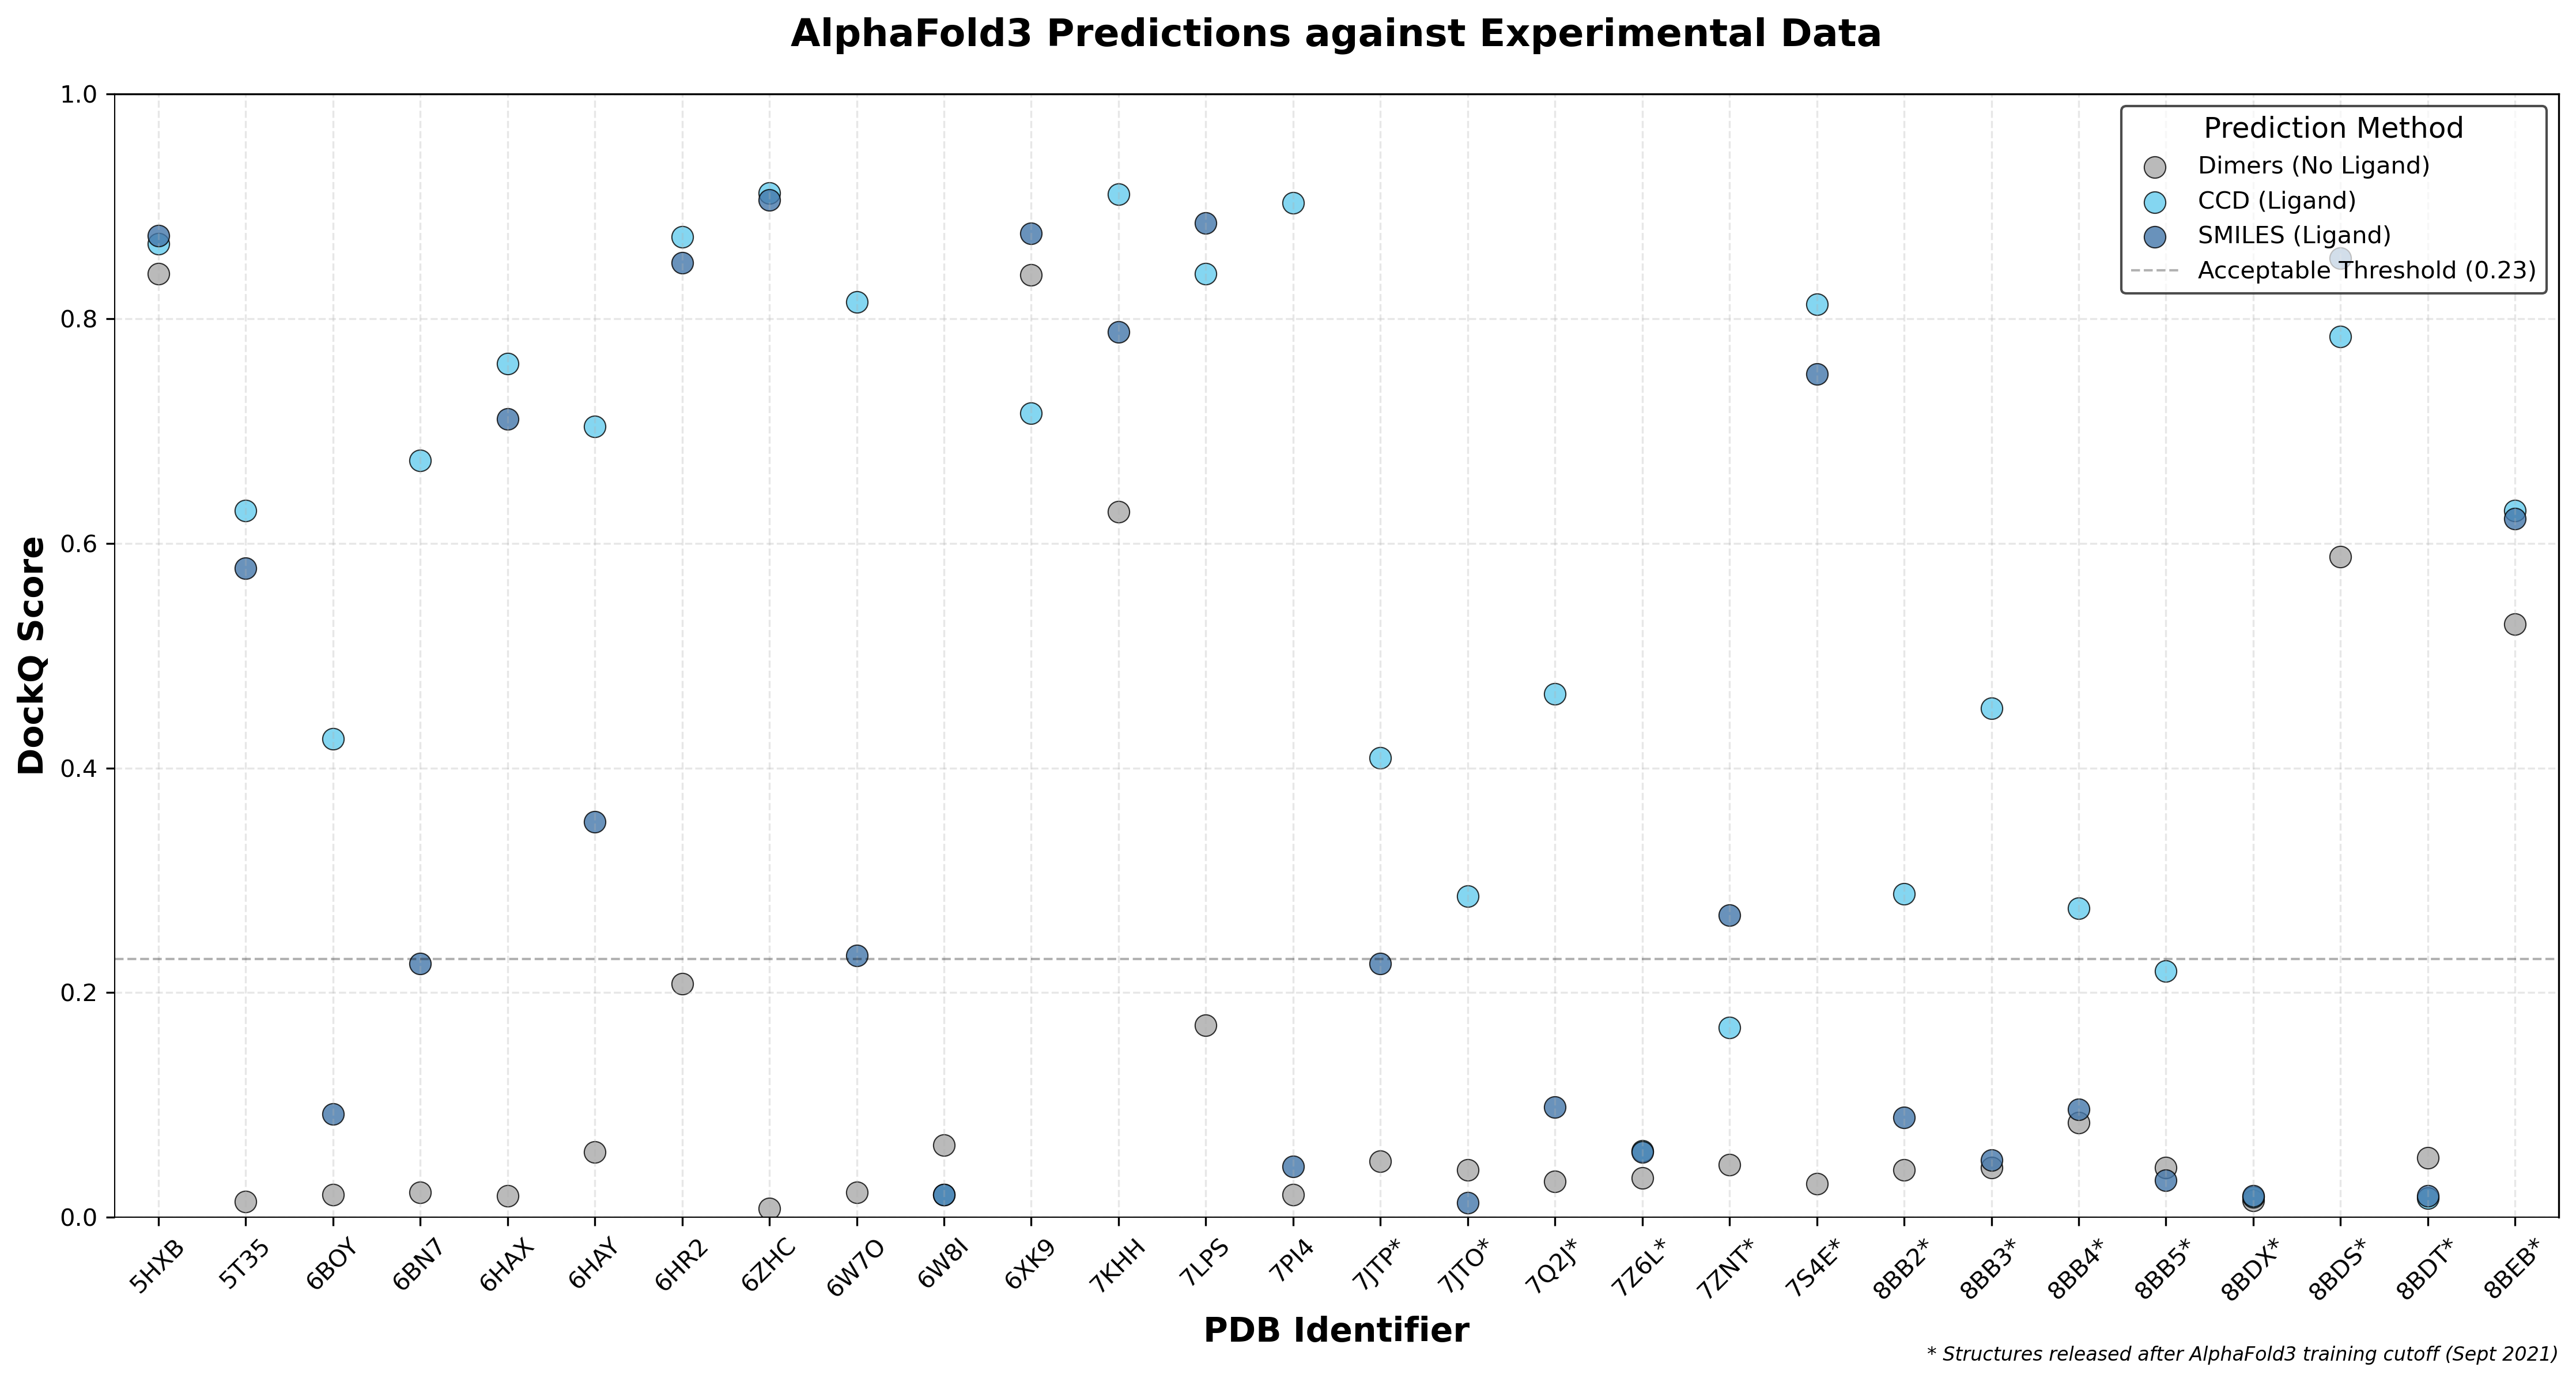 AlphaFold3 Predictions against Experimental Data
1.0
0.8
0.6
0.4
0.2
0.0
DockQ Score
Prediction Method
Dimers (No Ligand)
CCD (Ligand)
SMILES (Ligand)
Acceptable Threshold (0.23)
5HXB
5T35
6BOY
6BN7
6HAX
6HAY
6HR2
6ZHC
6W7O
6W8I
6XK9
7KHH
7LPS
7PI4
7JTP*
7JTO*
7Q2J*
7Z6L*
7ZNT*
7S4E*
8BB2*
8BB3*
8BB4*
8BB5*
8BDX*
8BDS*
8BDT*
8BEB*
PDB Identifier
* Structures released after AlphaFold3 training cutoff (Sept 2021)